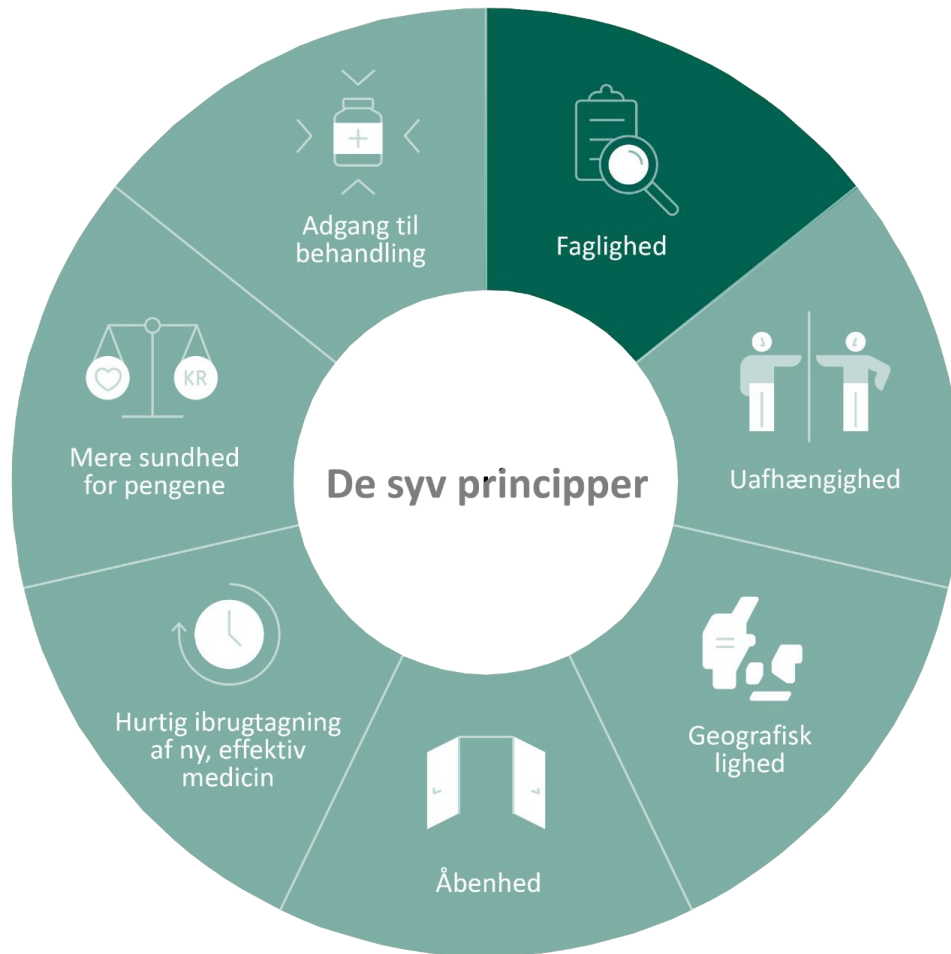 De syv principper
Faglighed
Uafhængighed
Geografisk
lighed
Åbenhed
Hurtig ibrugtagning
af ny, effektiv
medicin
Mere sundhed
for pengene
KR
Adgang til
behandling